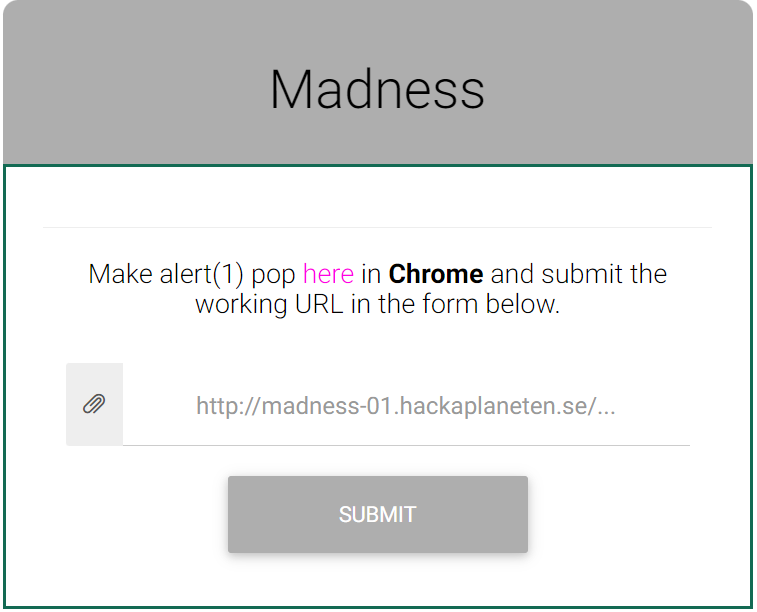 Madness
Make alert(1) pop here in Chrome and submit the
working URL in the form below.
http://madness-01.hackaplaneten.se/...
SUBMIT